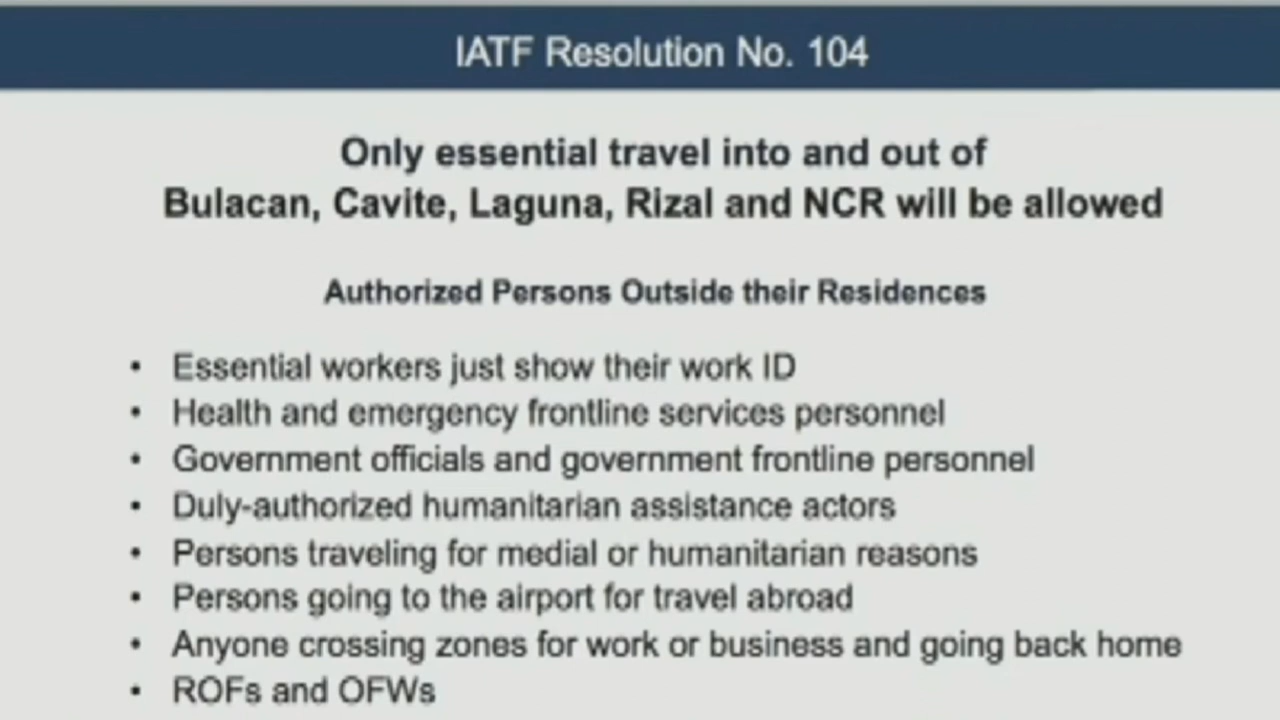 IATF Resolution No. 104
Only essential travel into and out of
Bulacan, Cavite, Laguna, Rizal and NCR will be allowed
Authorized Persons Outside their Residences
• Essential workers just show their work ID
• Health and emergency frontline services personnel
• Government officials and government frontline personnel
• Duly-authorized humanitarian assistance actors
• Persons traveling for medial or humanitarian reasons
• Persons going to the airport for travel abroad
• Anyone crossing zones for work or business and going back home
• ROFs and OFWs